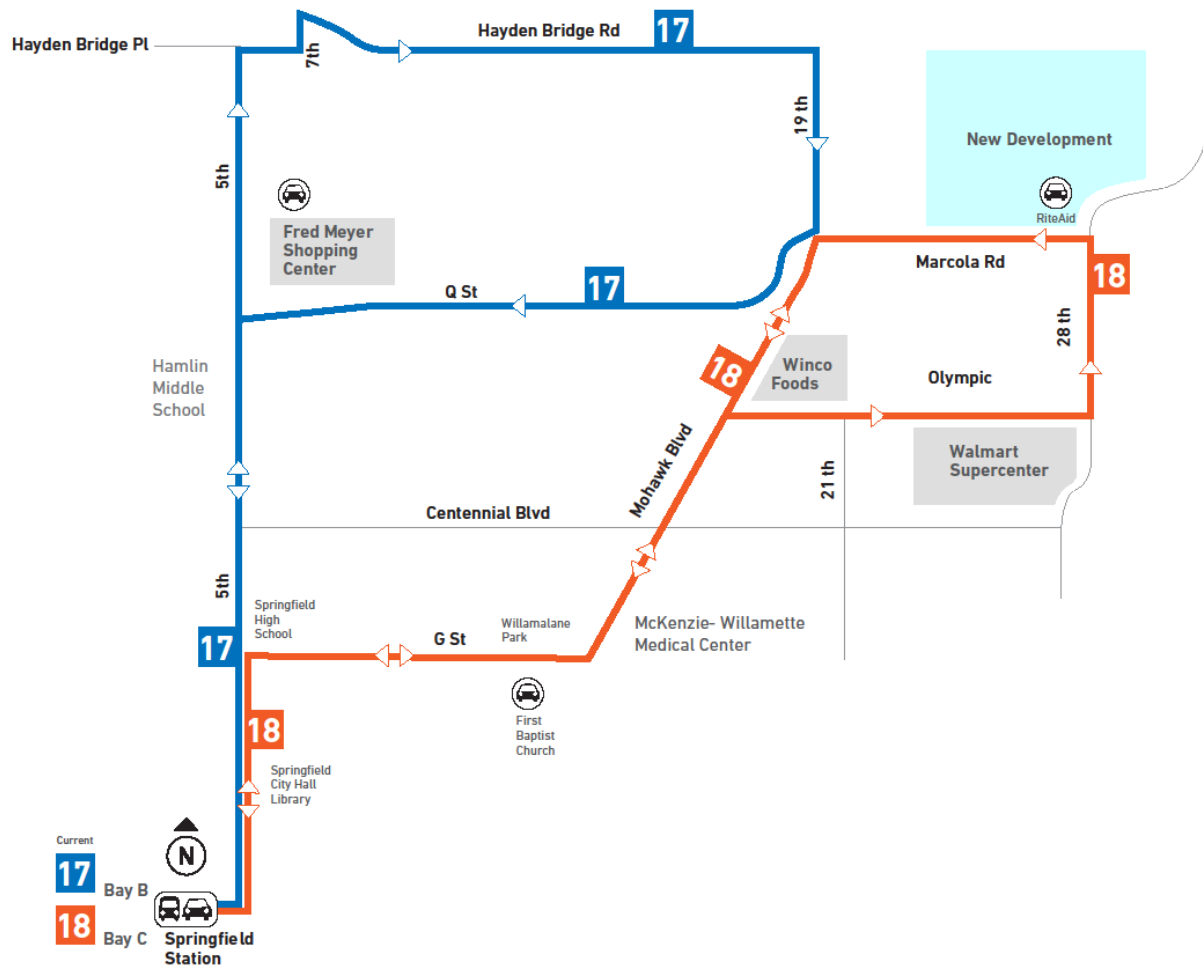 Hayden Bridge Pl
7th
Hayden Bridge Rd
17
19 th
5th
New Development
RiteAid
Fred Meyer
Shopping
Center
Marcola Rd
18
Q St
17
28 th
Hamlin
Middle
School
18
Winco
Foods
Olympic
Mohawk Blvd
21 th
Walmart
Supercenter
Centennial Blvd
5th
Springfield
High
School
17
G St
Willamalane
Park
McKenzie- Willamette
Medical Center
First
Baptist
Church
18
Springfield
City Hall
Library
N
Current
17
Bay B
18
Bay C
Springfield
Station